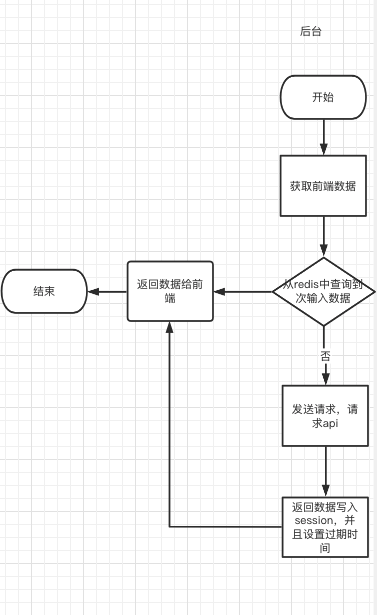 后台
开始
获取前端数据
从redis中查询到
次输入数据
返回数据给前
端
结束
否
发送请求，请
求api
返回数据写入
session，并
且设置过期时
间